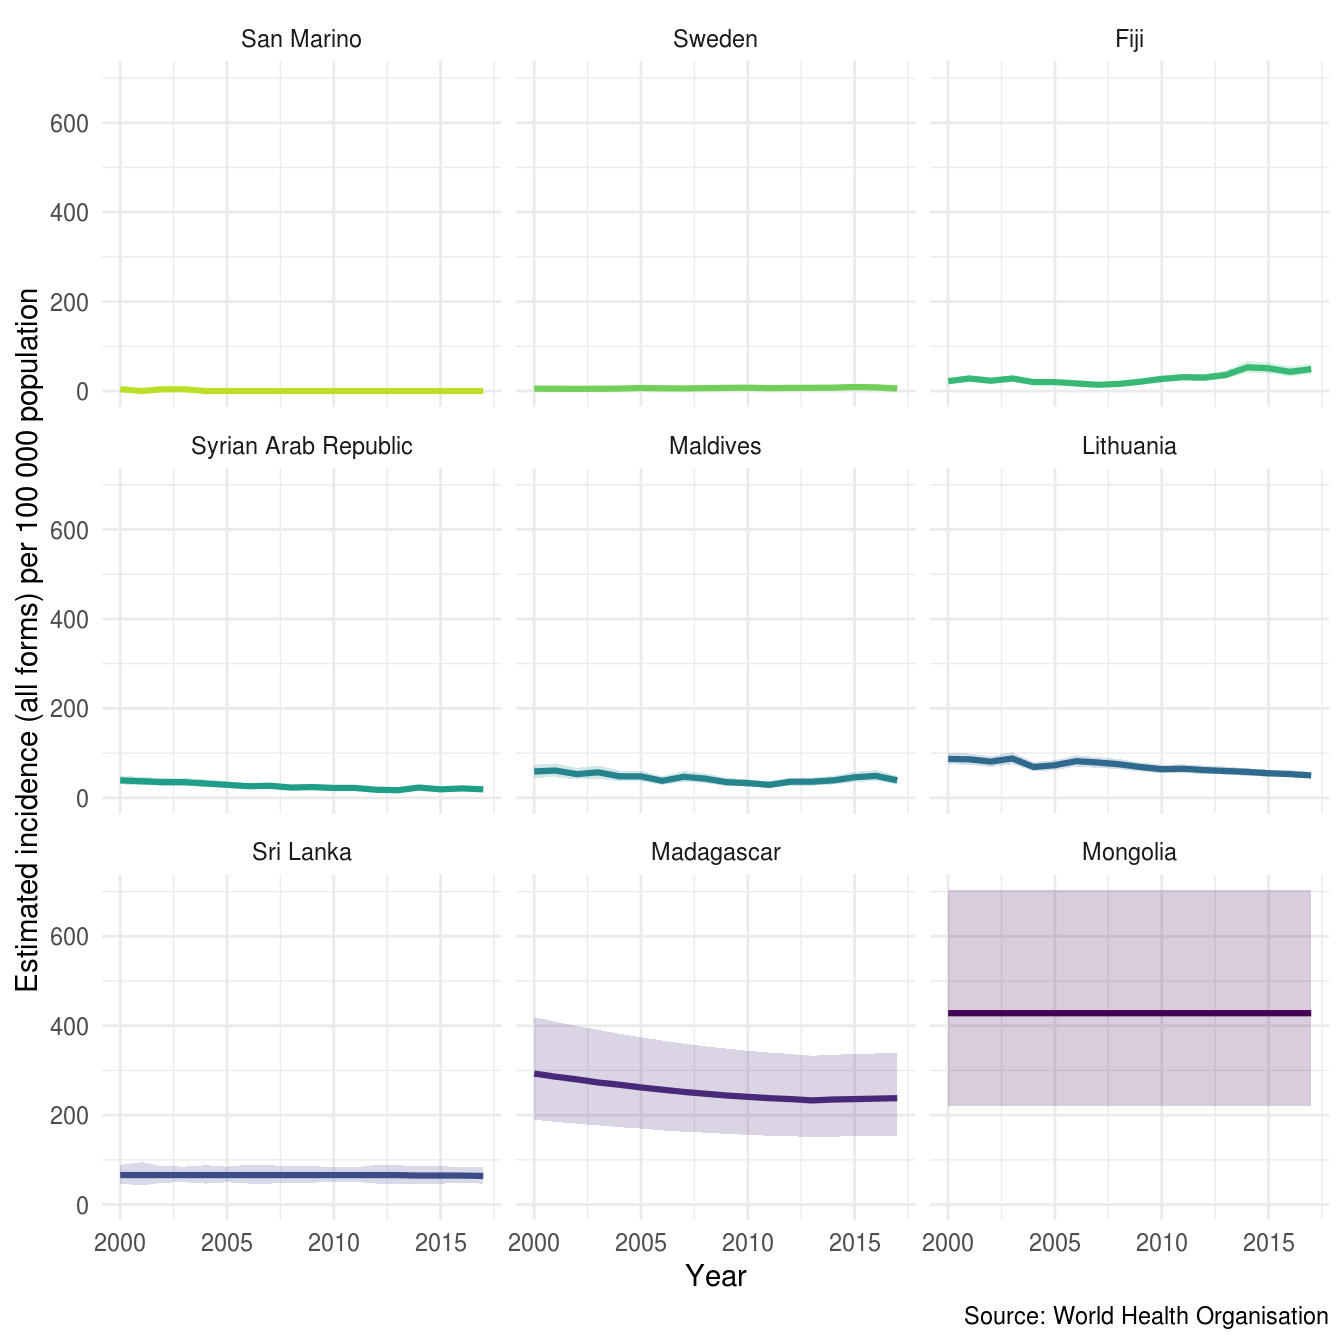 San Marino Sweden Fiji
600
400
200
0
Syrian Arab Republic Maldives Lithuania
600
400
200
0
Sri Lanka Madagascar Mongolia
600
400
200
0
2000 2005 2010 2015 2000 2005 2010 2015 2000 2005 2010 2015
Estimated incidence (all forms) per 100 000 population
Year
Source: World Health Organisation